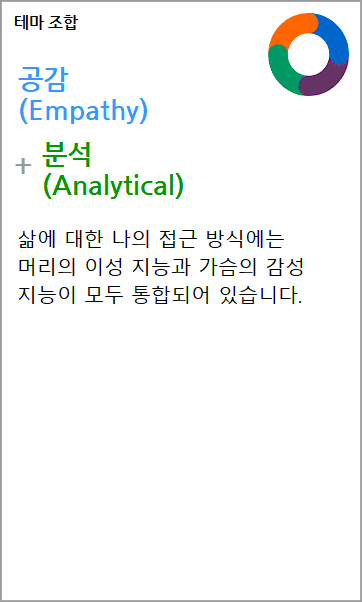 테마 조합
공감
(Empathy)
+ 분석
(Analytical)
삶에 대한 나의 접근 방식에는
머리의 이성 지능과 가슴의 감성
지능이 모두 통합되어 있습니다.